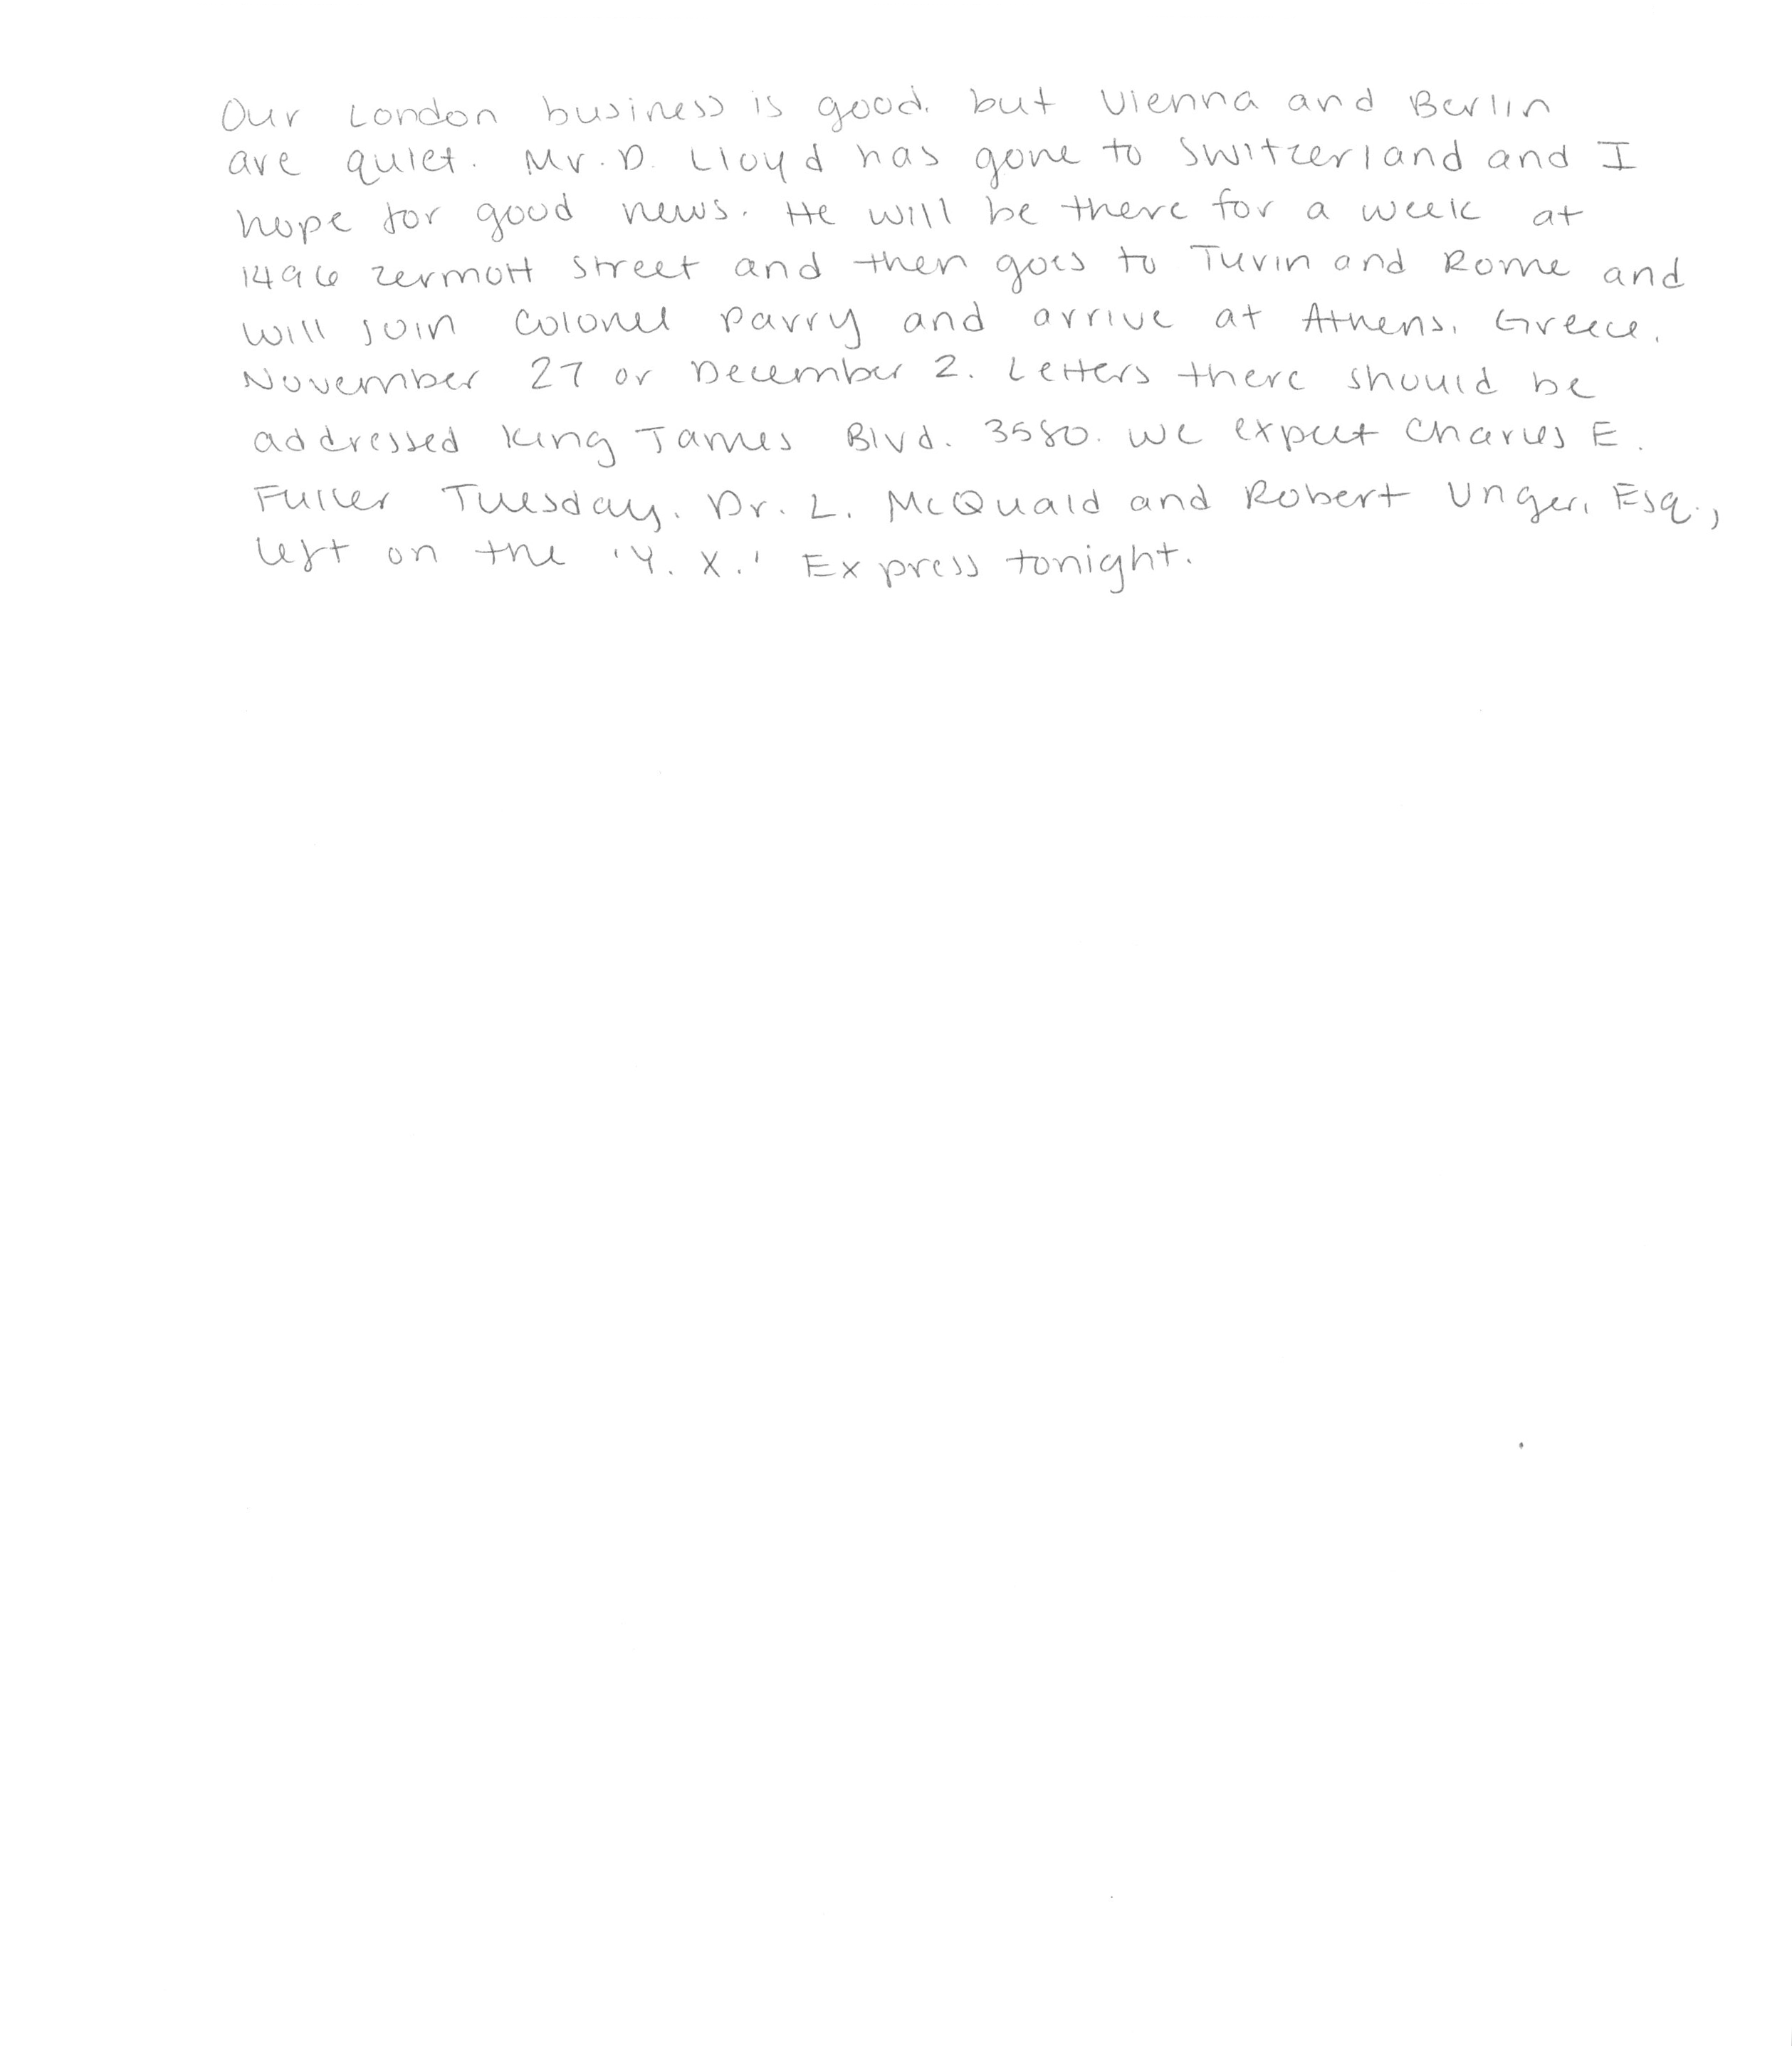 Our London business is good, but Vienna and Berlin
are quiet. Mr. D. Lloyd has gone to Switzerland and I
hope for good news. He will be there for a week at
1496 Zermott Street and then goes to Turin and Rome and
will join Colonel Parry and arrive at Athens, Greece,
November 27 or December 2. Letters there should be
addressed King James Blvd. 3580. We expect Charles E.
Fuller Tuesday. Dr. L. McQuaid and Robert Unger, Esq.,
left on the 'Y. X.' Express tonight.